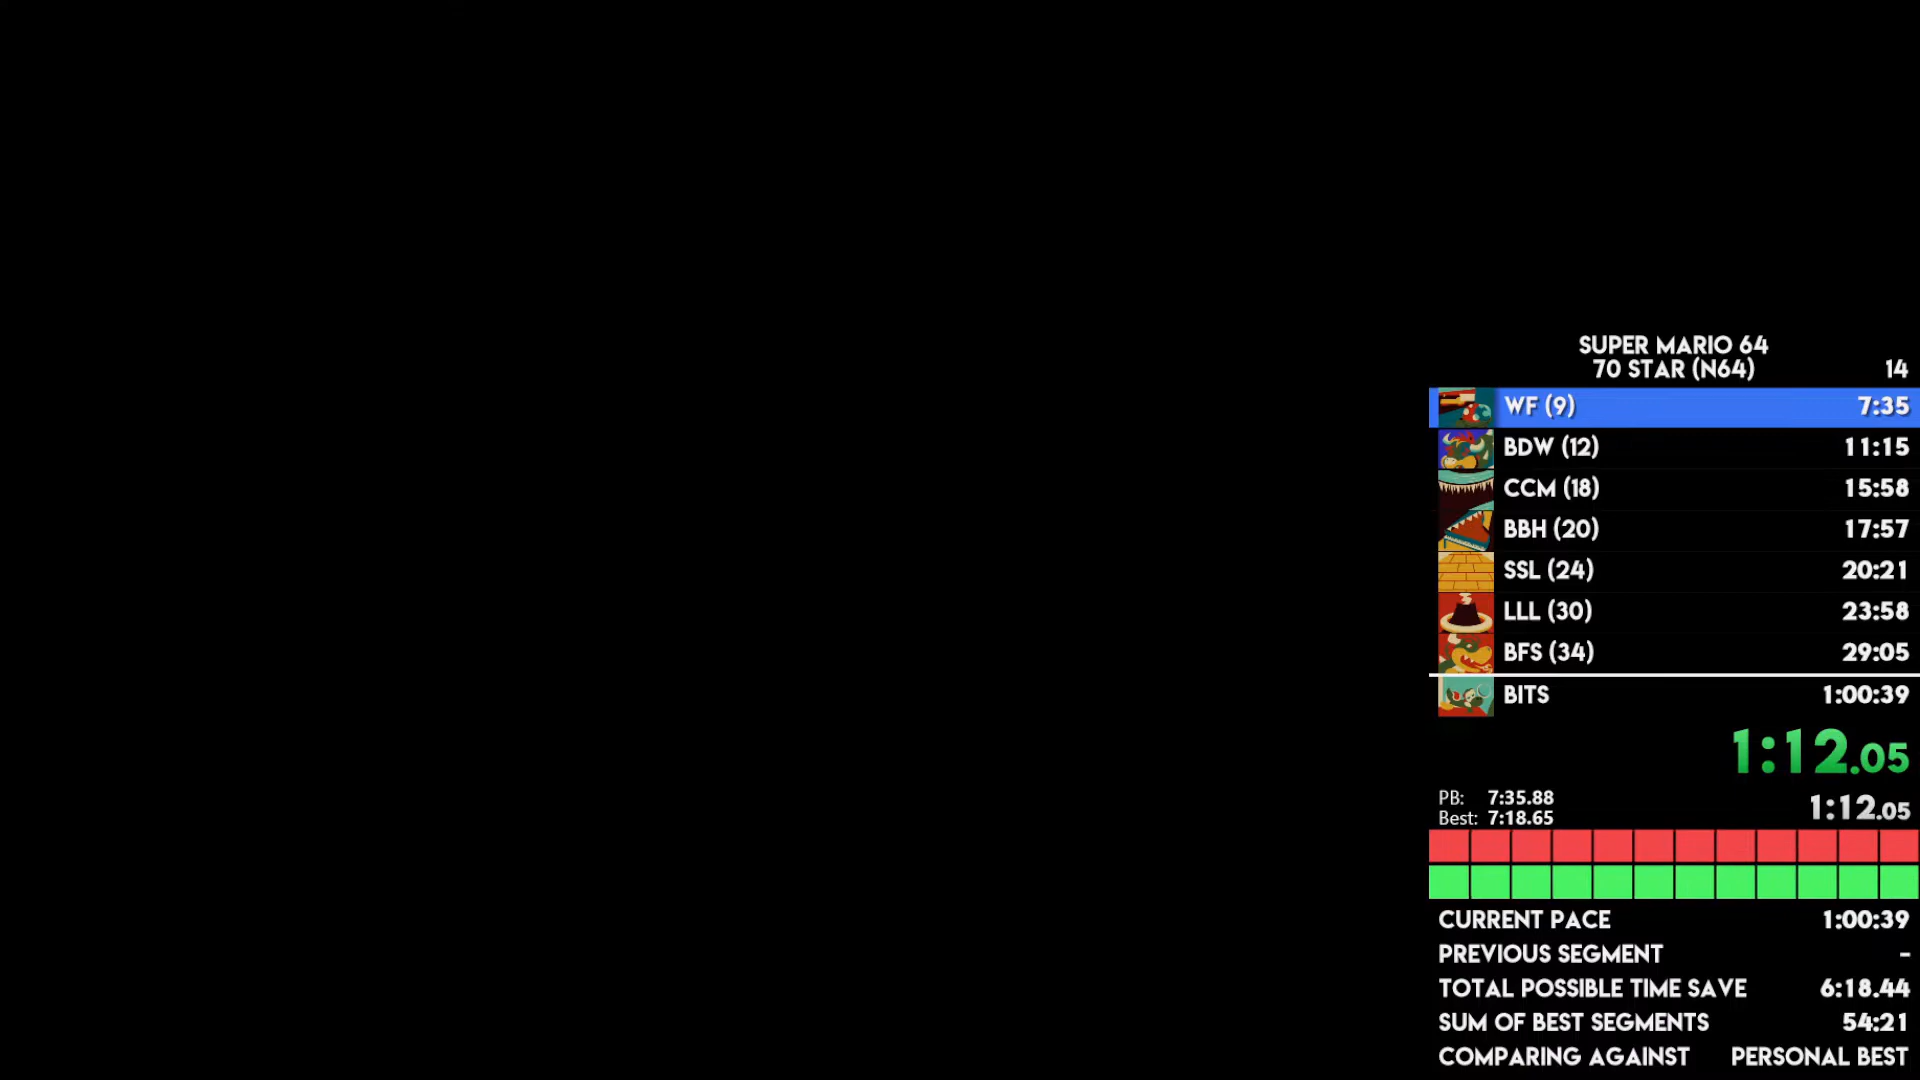 SUPER MARIO 64
70 STAR (N64) 14
WF (9) 7:35
BDW (12) 11:15
CCM (18) 15:58
BBH (20) 17:57
SSL (24) 20:21
LLL (30) 23:58
BFS (34) 29:05
BITS 1:00:39
1:12.05
PB: 7:35.88 1:12.05
Best: 7:18.65
CURRENT PACE 1:00:39
PREVIOUS SEGMENT -
TOTAL POSSIBLE TIME SAVE 6:18.44
SUM OF BEST SEGMENTS 54:21
COMPARING AGAINST PERSONAL BEST